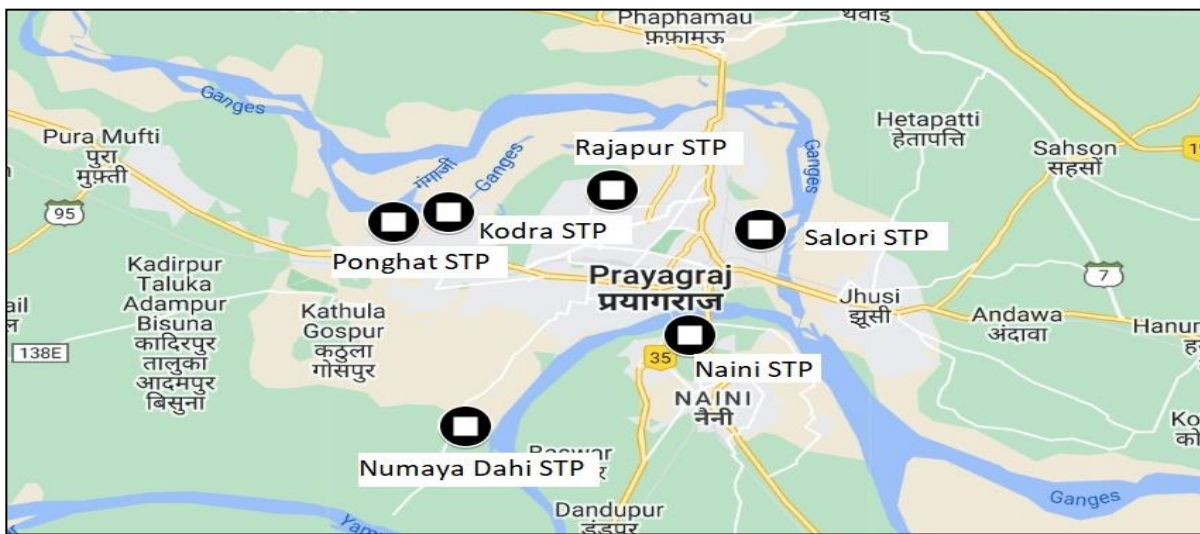 Phaphamau
फ़ाफ़ामऊ
थवाई
Ganges
Hetapatti
हेतापत्ति
Pura Mufti
पुरा
मुफ़्ती
Rajapur STP
Ganges
Sahson
सहसों
19
गंगाजी
Ganges
95
Kodra STP
Salori STP
Ponghat STP
Kadirpur
Taluka
Adampur
Bisuna
कादिरपुर
तालुका
आदमपुर
बिसुना
Prayagraj
प्रयागराज
7
Kathula
Gospur
कठुला
गोसपुर
Jhusi
झूसी
Andawa
अंदावा
138E
35
Naini STP
NAINI
नैनी
Numaya Dahi STP
Dandupur
Ganges